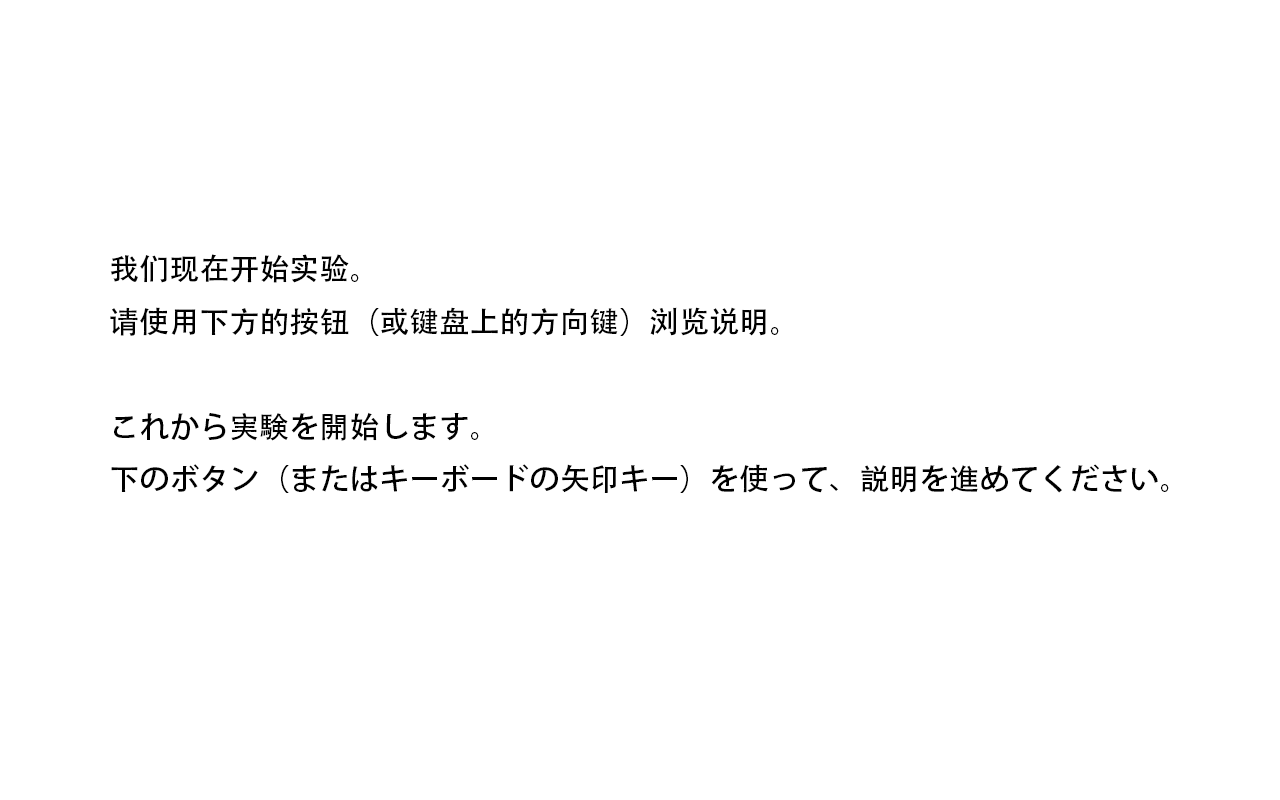 我们现在开始实验。
请使用下方的按钮（或键盘上的方向键）浏览说明。
これから実験を開始します。
下のボタン（またはキーボードの矢印キー）を使って、説明を進めてください。